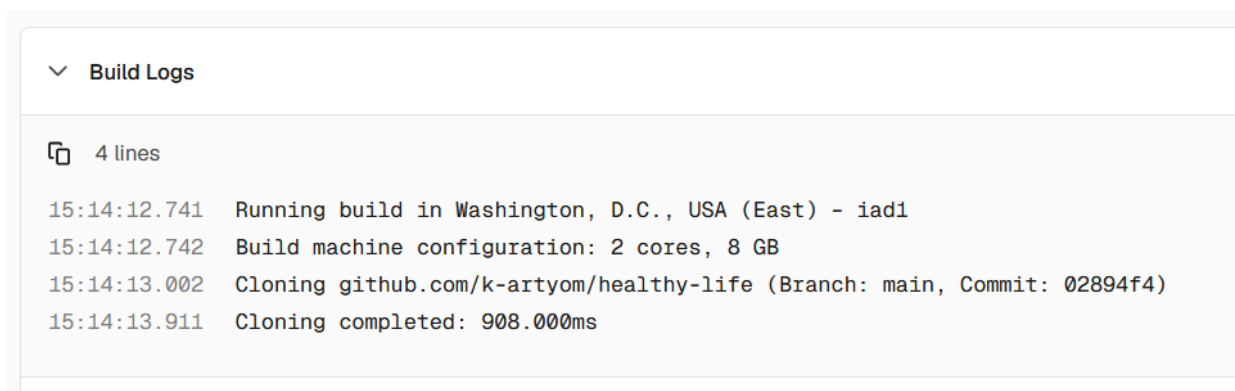 Build Logs
4 lines
15:14:12.741 Running build in Washington, D.C., USA (East) – iad1
15:14:12.742 Build machine configuration: 2 cores, 8 GB
15:14:13.002 Cloning github.com/k-artyom/healthy-life (Branch: main, Commit: 02894f4)
15:14:13.911 Cloning completed: 908.000ms